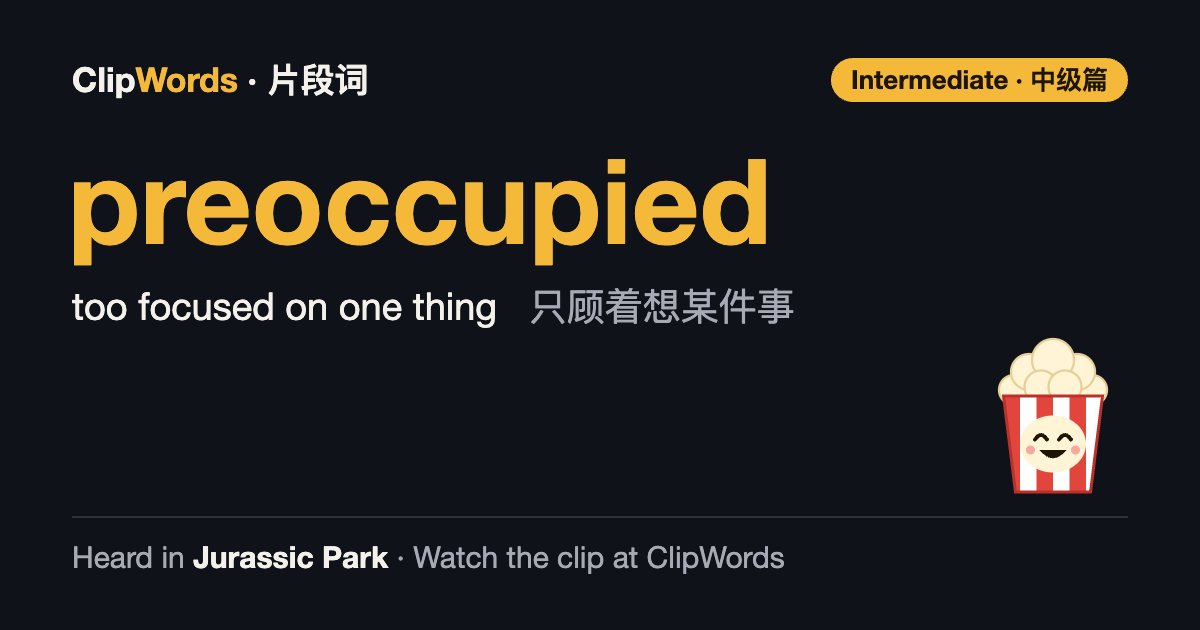 ClipWords · 片段词
Intermediate · 中级篇
preoccupied
too focused on one thing 只顾着想某件事
Heard in Jurassic Park · Watch the clip at ClipWords